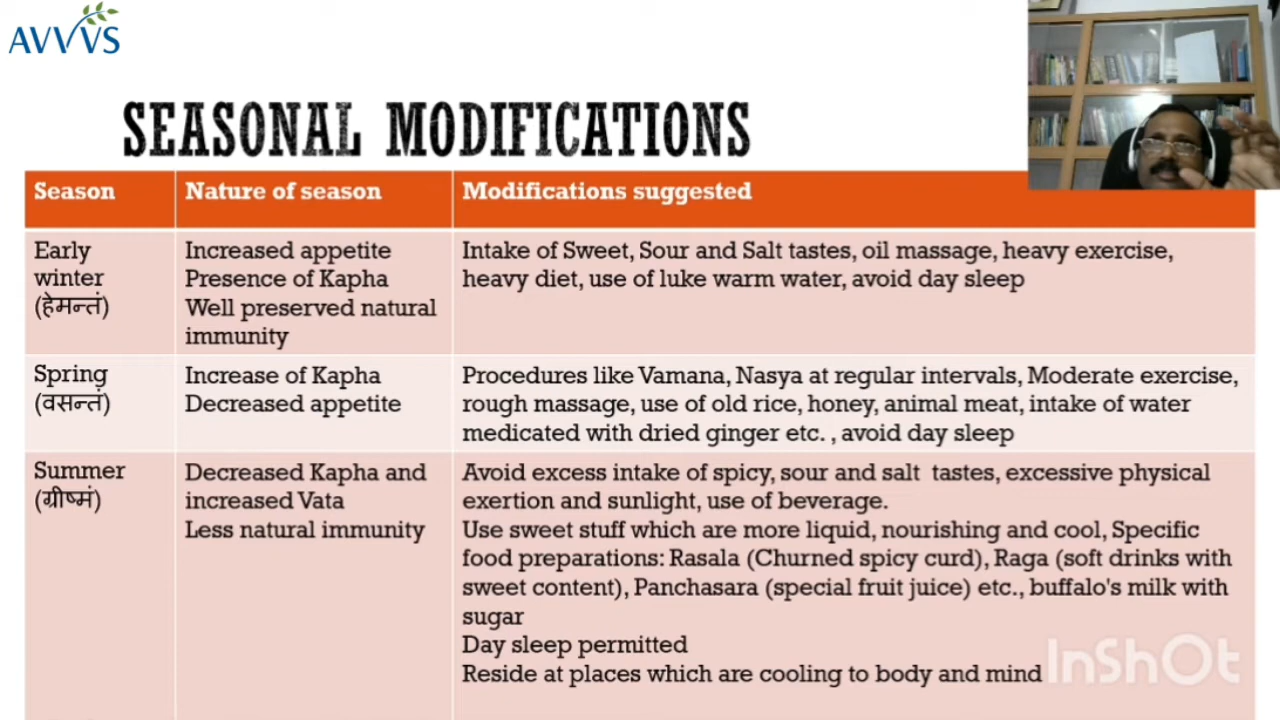 AVVVS
SEASONAL MODIFICATIONS
Season
Nature of season
Modifications suggested
Early
winter
(हेमन्तं)
Increased appetite
Presence of Kapha
Well preserved natural
immunity
Intake of Sweet, Sour and Salt tastes, oil massage, heavy exercise,
heavy diet, use of luke warm water, avoid day sleep
Spring
(वसन्तं)
Increase of Kapha
Decreased appetite
Procedures like Vamana, Nasya at regular intervals, Moderate exercise,
rough massage, use of old rice, honey, animal meat, intake of water
medicated with dried ginger etc. , avoid day sleep
Summer
(ग्रीष्मं)
Decreased Kapha and
increased Vata
Less natural immunity
Avoid excess intake of spicy, sour and salt tastes, excessive physical
exertion and sunlight, use of beverage.
Use sweet stuff which are more liquid, nourishing and cool, Specific
food preparations: Rasala (Churned spicy curd), Raga (soft drinks with
sweet content), Panchasara (special fruit juice) etc., buffalo's milk with
sugar
Day sleep permitted
Reside at places which are cooling to body and mind
InShOt